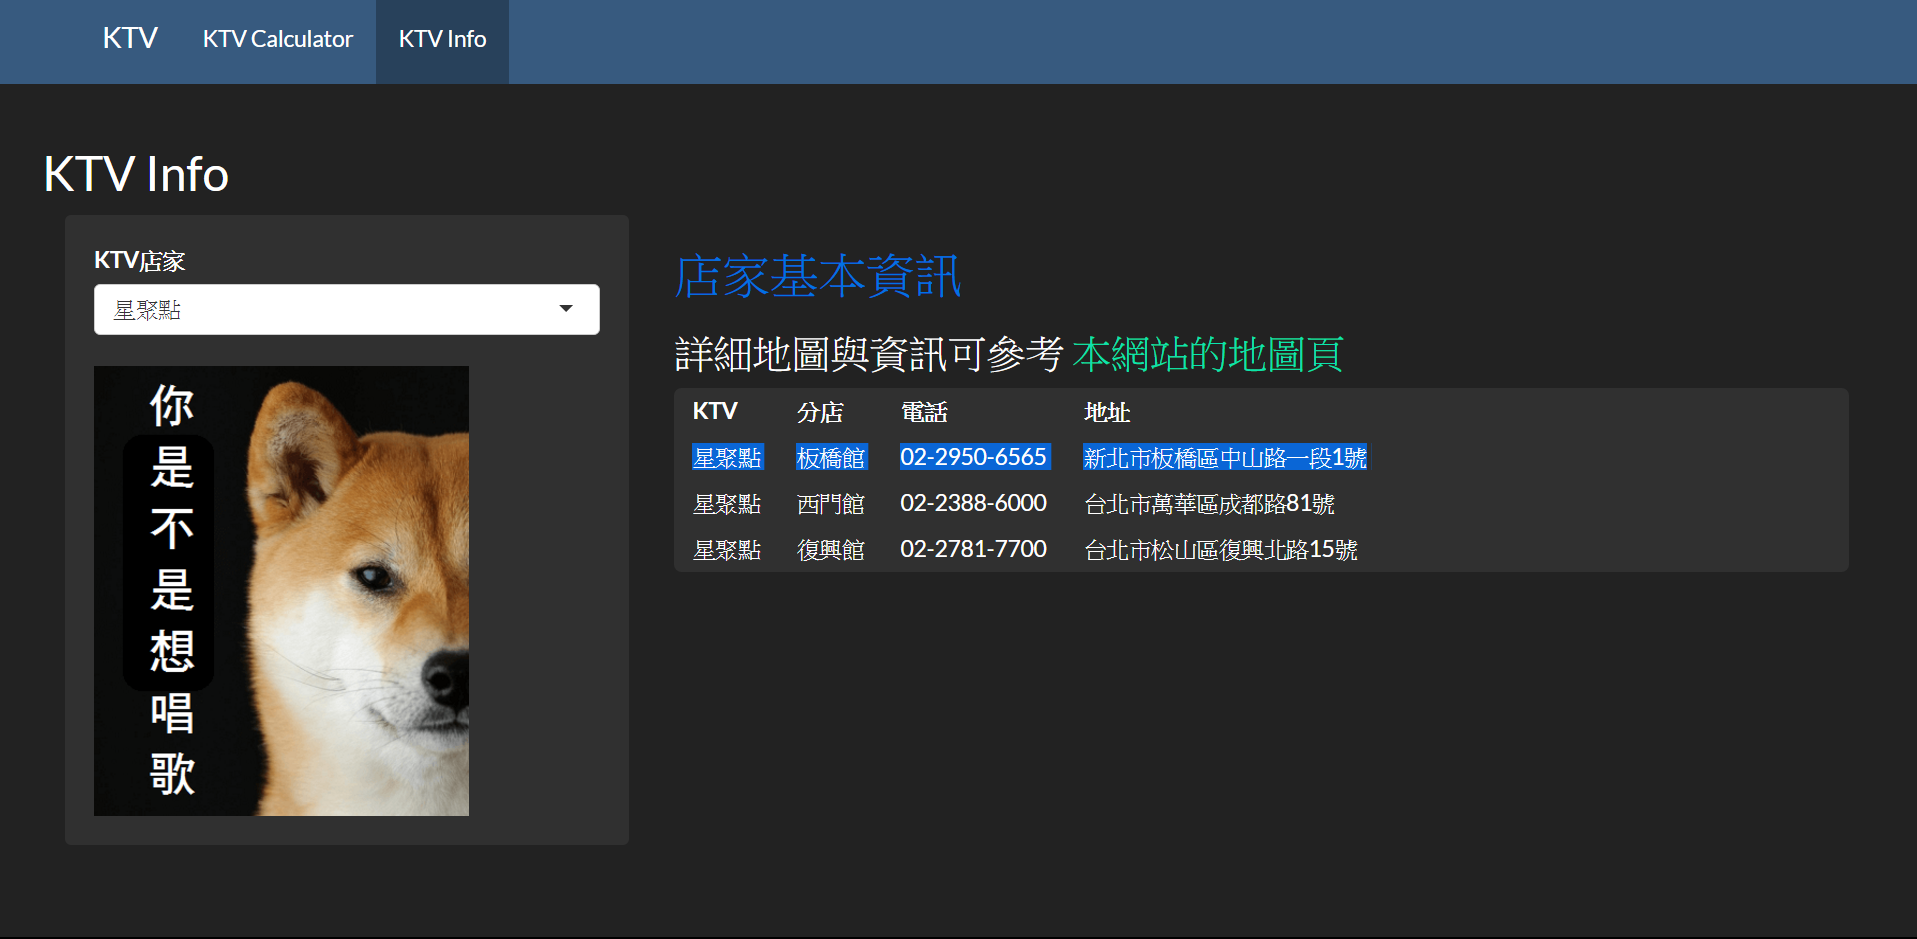 KTV KTV Calculator KTV Info
KTV Info
KTV店家
星聚點
你
是
不
是
想
唱
歌
店家基本資訊
詳細地圖與資訊可參考 本網站的地圖頁
KTV 分店 電話 地址
星聚點 板橋館 02-2950-6565 新北市板橋區中山路一段1號
星聚點 西門館 02-2388-6000 台北市萬華區成都路81號
星聚點 復興館 02-2781-7700 台北市松山區復興北路15號